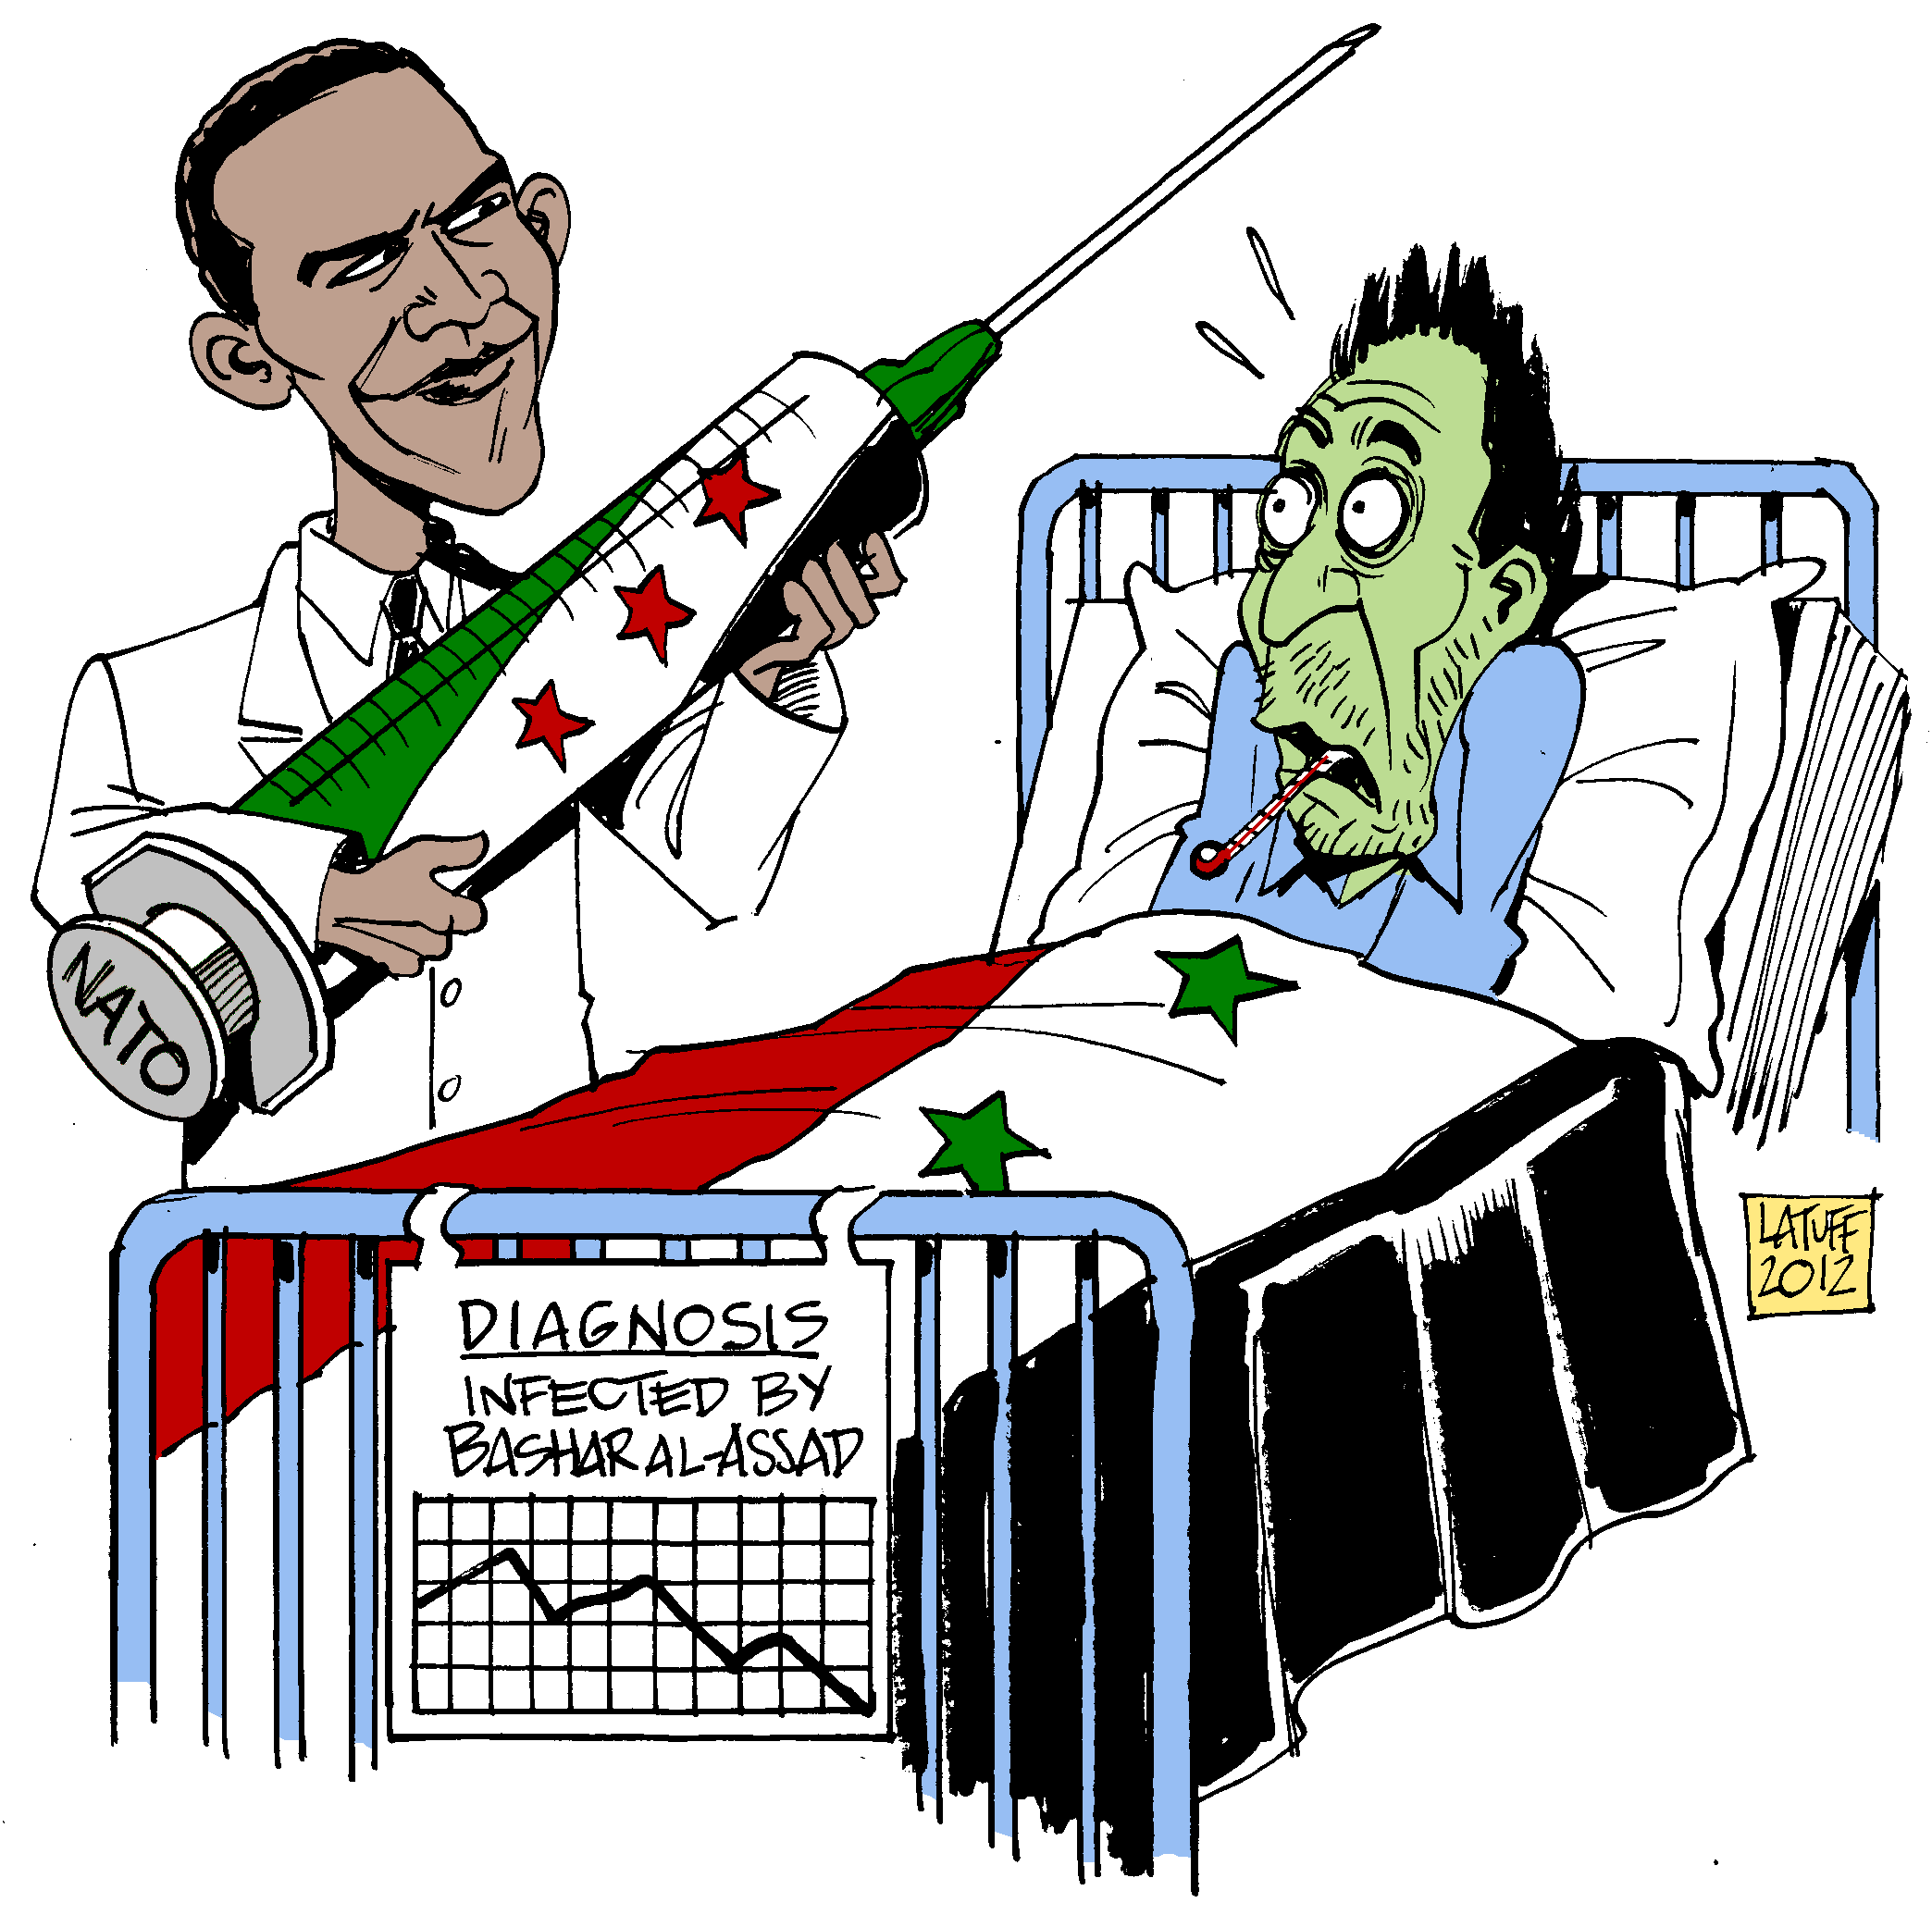 NATO
DIAGNOSIS
INFECTED BY
BASHAR AL-ASSAD
LATUFF
2012